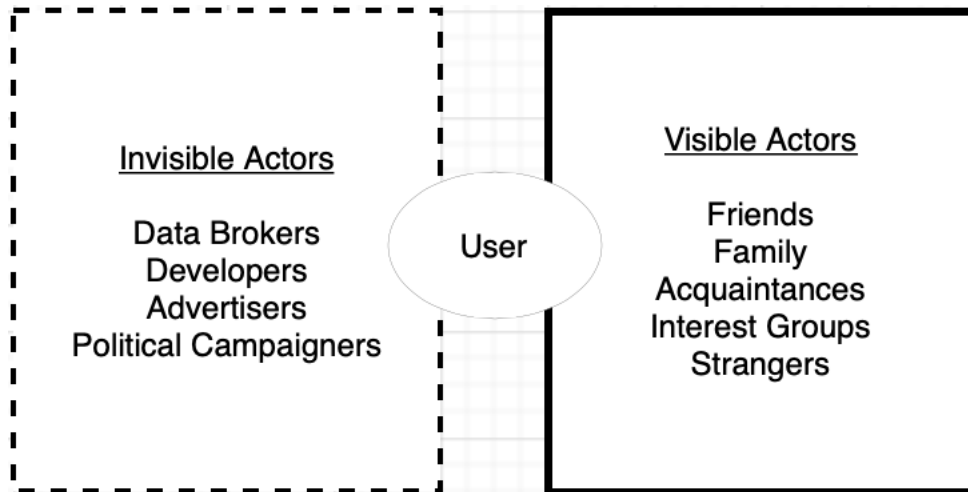 Invisible Actors
Data Brokers
Developers
Advertisers
Political Campaigners
User
Visible Actors
Friends
Family
Acquaintances
Interest Groups
Strangers